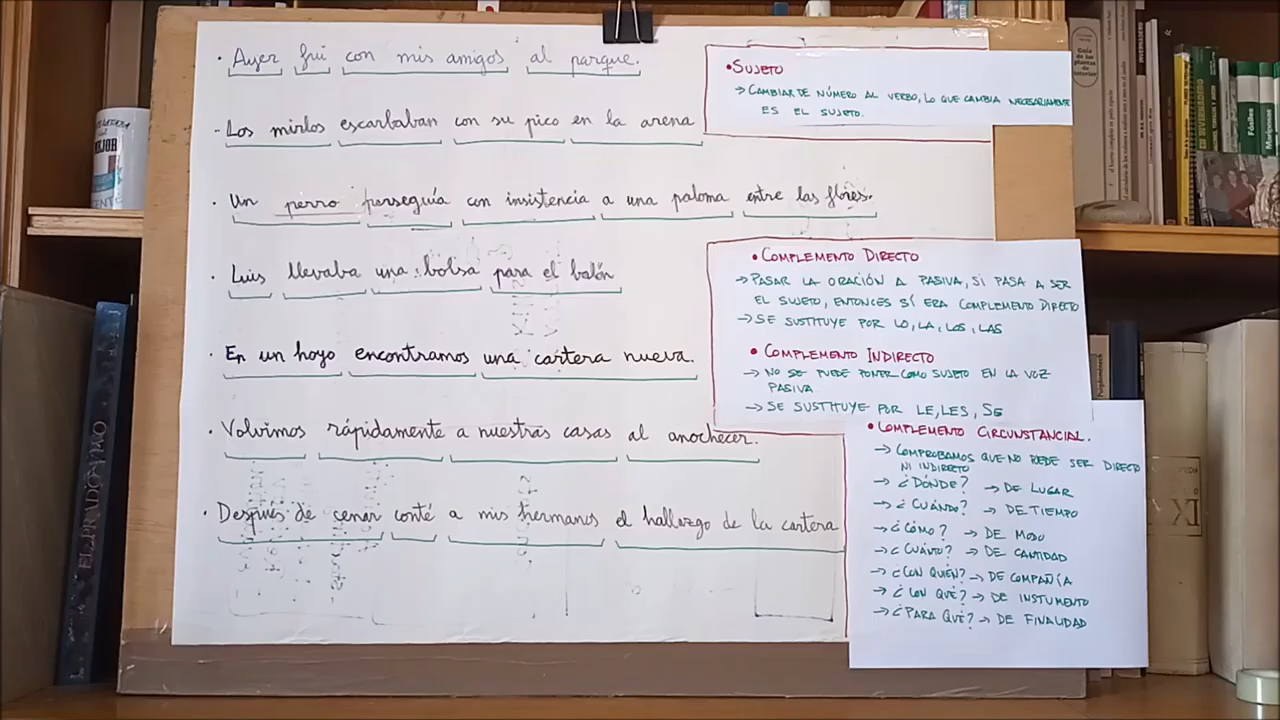 • Ayer fui con mis amigos al parque.
- Los mirlos escarbaban con su pico en la arena
• Un perro perseguía con insistencia a una paloma entre las flores.
• Luis llevaba una bolsa para el balón
• En un hoyo encontramos una cartera nueva.
• Volvimos rápidamente a nuestras casas al anochecer.
• Después de cenar conté a mis hermanos el hallazgo de la cartera
• SUJETO
→ CAMBIAR DE NÚMERO AL VERBO, LO QUE CAMBIA NECESARIAMENTE
ES EL SUJETO.
• COMPLEMENTO DIRECTO
→ PASAR LA ORACIÓN A PASIVA, SI PASA A SER
EL SUJETO, ENTONCES SÍ ERA COMPLEMENTO DIRECTO
→ SE SUSTITUYE POR LO, LA, LOS, LAS
• COMPLEMENTO INDIRECTO
→ NO SE PUEDE PONER COMO SUJETO EN LA VOZ
PASIVA
→ SE SUSTITUYE POR LE, LES, SE
• COMPLEMENTO CIRCUNSTANCIAL.
→ COMPROBAMOS QUE NO PUEDE SER DIRECTO
NI INDIRECTO
→ ¿DÓNDE? → DE LUGAR
→ ¿CUÁNDO? → DE TIEMPO
→ ¿CÓMO? → DE MODO
→ ¿CUÁNTO? → DE CANTIDAD
→ ¿CON QUIÉN? → DE COMPAÑÍA
→ ¿CON QUÉ? → DE INSTUMENTO
→ ¿PARA QUÉ? → DE FINALIDAD
EL PRADO VIVO
Guía
de las
plantas
de interior
Fósiles
Mariposas
IX